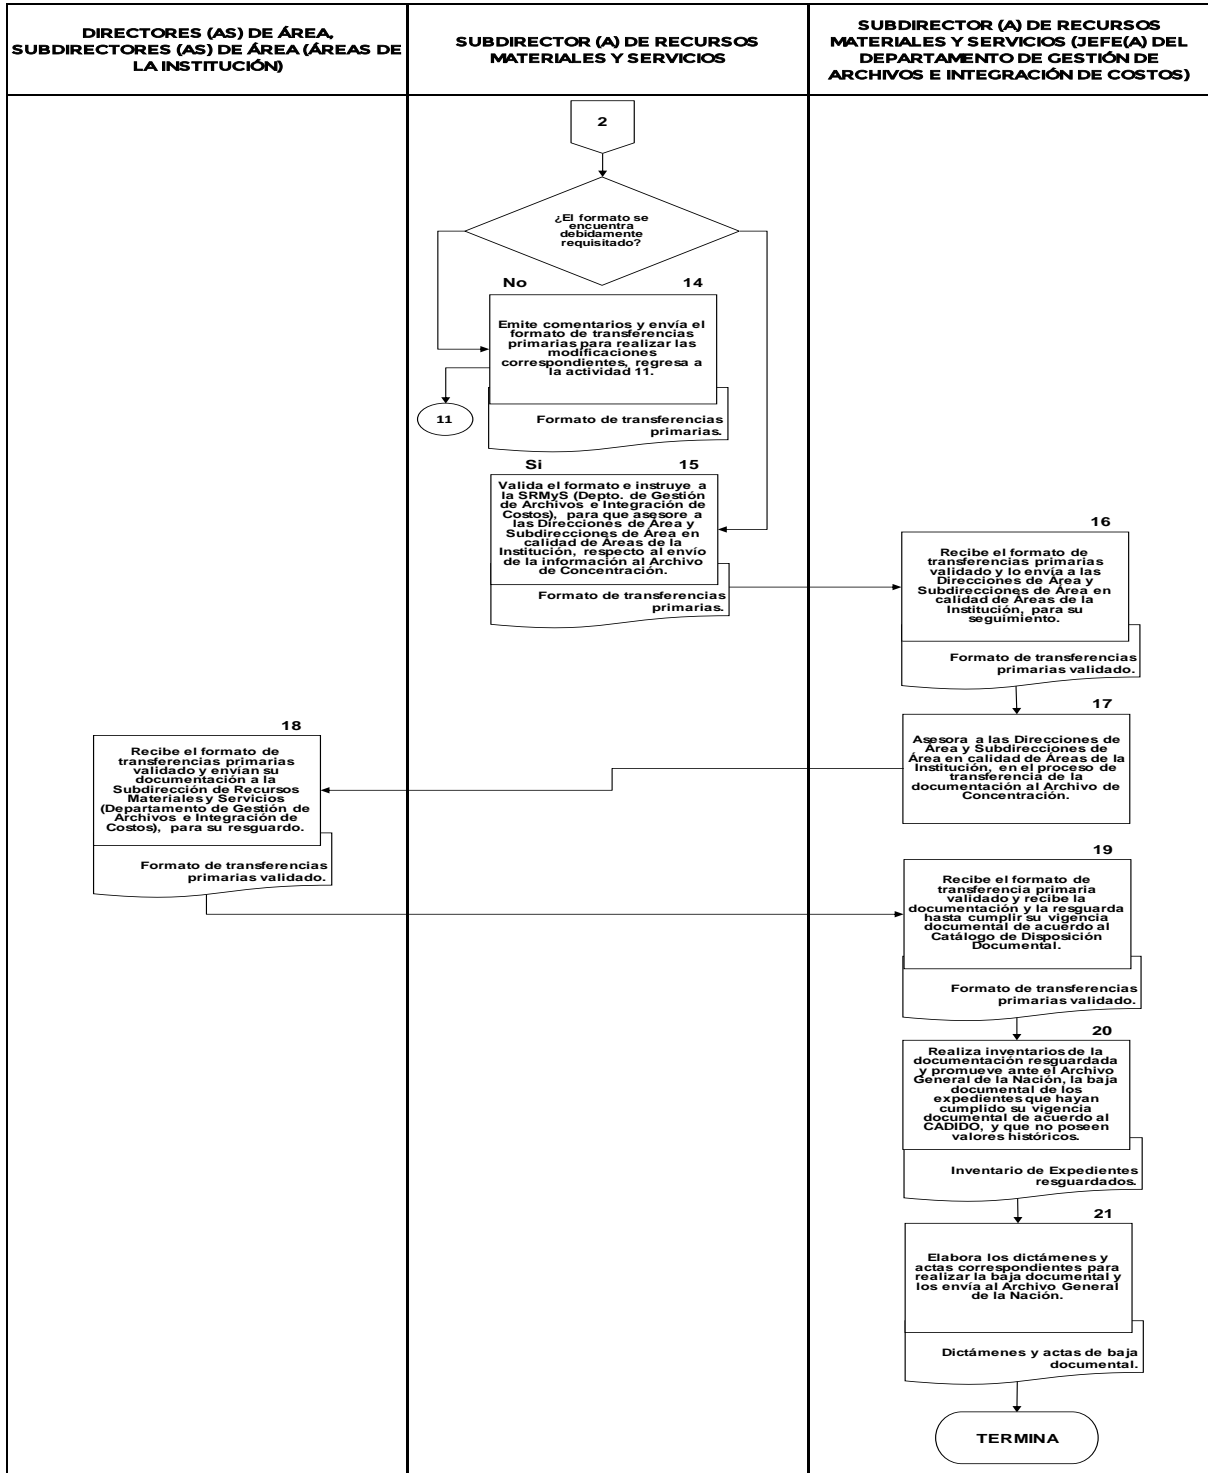 DIRECTORES (AS) DE ÁREA,
SUBDIRECTORES (AS) DE ÁREA (ÁREAS DE
LA INSTITUCIÓN)
SUBDIRECTOR (A) DE RECURSOS
MATERIALES Y SERVICIOS
SUBDIRECTOR (A) DE RECURSOS
MATERIALES Y SERVICIOS (JEFE(A) DEL
DEPARTAMENTO DE GESTIÓN DE
ARCHIVOS E INTEGRACIÓN DE COSTOS)
2
¿El formato se
encuentra
debidamente
requisitado?
No
14
Emite comentarios y envía el
formato de transferencias
primarias para realizar las
modificaciones
correspondientes, regresa a
la actividad 11.
11
Formato de transferencias
primarias.
Si
15
Valida el formato e instruye a
la SRMyS (Depto. de Gestión
de Archivos e Integración de
Costos), para que asesore a
las Direcciones de Área y
Subdirecciones de Área en
calidad de Áreas de la
Institución, respecto al envío
de la información al Archivo
de Concentración.
Formato de transferencias
primarias.
16
Recibe el formato de
transferencias primarias
validado y lo envía a las
Direcciones de Área y
Subdirecciones de Área en
calidad de Áreas de la
Institución, para su
seguimiento.
Formato de transferencias
primarias validado.
17
Asesora a las Direcciones de
Área y Subdirecciones de
Área en calidad de Áreas de la
Institución, en el proceso de
transferencia de la
documentación al Archivo de
Concentración.
18
Recibe el formato de
transferencias primarias
validado y envían su
documentación a la
Subdirección de Recursos
Materiales y Servicios
(Departamento de Gestión de
Archivos e Integración de
Costos), para su resguardo.
Formato de transferencias
primarias validado.
19
Recibe el formato de
transferencia primaria
validado y recibe la
documentación y la resguarda
hasta cumplir su vigencia
documental de acuerdo al
Catálogo de Disposición
Documental.
Formato de transferencias
primarias validado.
20
Realiza inventarios de la
documentación resguardada
y promueve ante el Archivo
General de la Nación, la baja
documental de los
expedientes que hayan
cumplido su vigencia
documental de acuerdo al
CADIDO, y que no poseen
valores históricos.
Inventario de Expedientes
resguardados.
21
Elabora los dictámenes y
actas correspondientes para
realizar la baja documental y
los envía al Archivo General
de la Nación.
Dictámenes y actas de baja
documental.
TERMINA